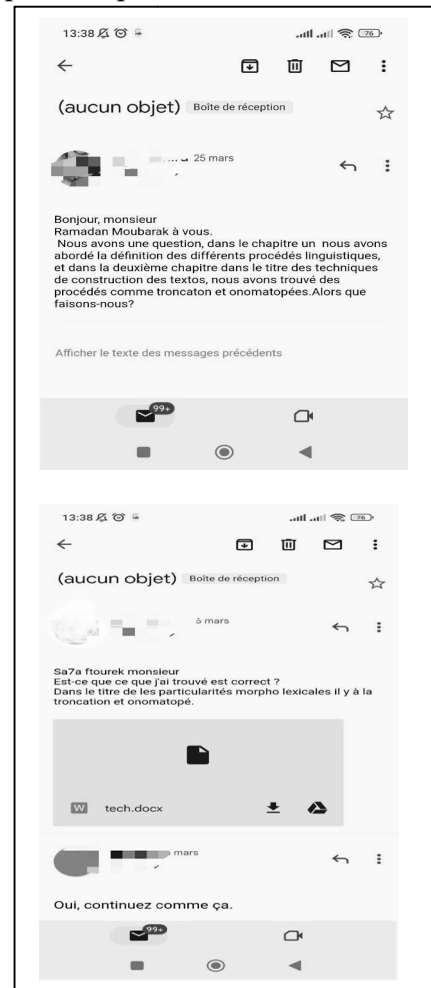 13:38
76
(aucun objet) Boîte de réception
25 mars
Bonjour, monsieur
Ramadan Moubarak à vous.
Nous avons une question, dans le chapitre un nous avons
abordé la définition des différents procédés linguistiques,
et dans la deuxième chapitre dans le titre des techniques
de construction des textos, nous avons trouvé des
procédés comme troncaton et onomatopées.Alors que
faisons-nous?
Afficher le texte des messages précédents
99+
13:38
76
(aucun objet) Boîte de réception
mars
Sa7a ftourek monsieur
Est-ce que ce que j'ai trouvé est correct ?
Dans le titre des particularités morpho lexicales il y à la
troncation et onomatopé.
W tech.docx
mars
Oui, continuez comme ça.
99+